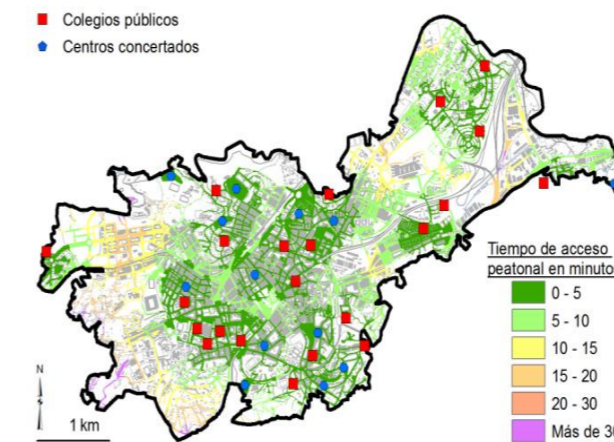 Colegios públicos
Centros concertados
Tiempo de acceso
peatonal en minuto
0 - 5
5 - 10
10 - 15
15 - 20
20 - 30
Más de 30
N
1 km